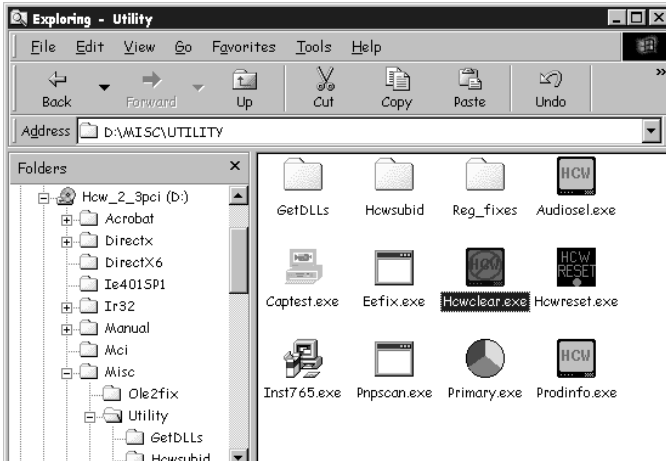 Exploring - Utility
File Edit View Go Favorites Tools Help
Back Forward Up Cut Copy Paste Undo »
Address D:\MISC\UTILITY
Folders
Hcw_2_3pci (D:)
Acrobat
Directx
DirectX6
Ie401SP1
Ir32
Manual
Mci
Misc
Ole2fix
Utility
GetDLLs
Hcwsubid
HCW
GetDLLs Hcwsubid Reg_fixes Audiosel.exe
HCW HCW RESET
Captest.exe Eefix.exe Hcwclear.exe Hcwreset.exe
HCW
Inst765.exe Pnpscan.exe Primary.exe Prodinfo.exe